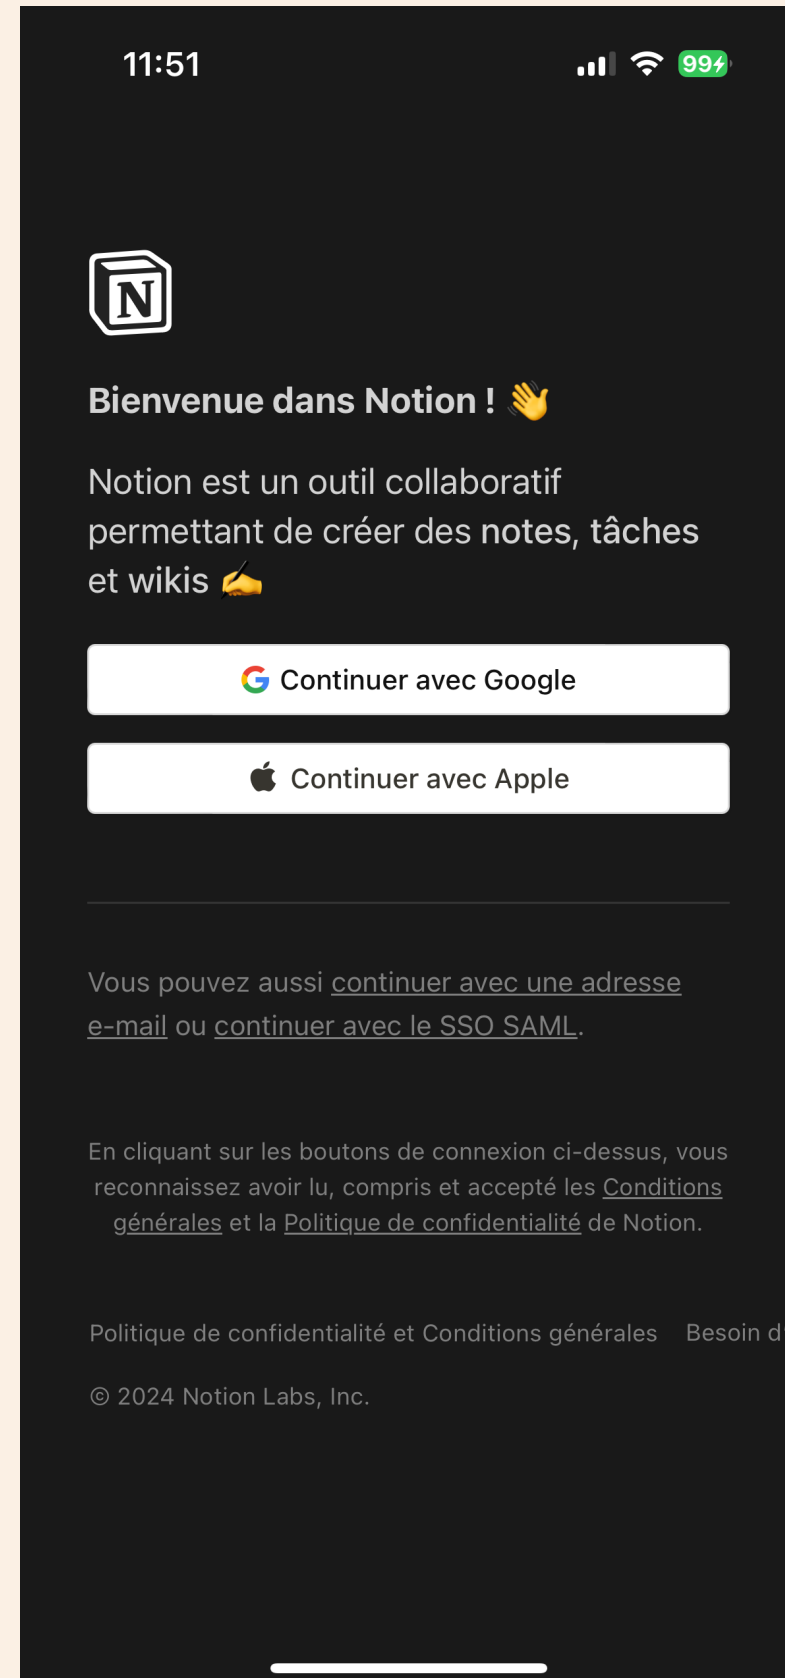 11:51
99
N
Bienvenue dans Notion ! 👋
Notion est un outil collaboratif
permettant de créer des notes, tâches
et wikis ✍️
Continuer avec Google
Continuer avec Apple
Vous pouvez aussi continuer avec une adresse
e-mail ou continuer avec le SSO SAML.
En cliquant sur les boutons de connexion ci-dessus, vous
reconnaissez avoir lu, compris et accepté les Conditions
générales et la Politique de confidentialité de Notion.
Politique de confidentialité et Conditions générales Besoin d'
© 2024 Notion Labs, Inc.